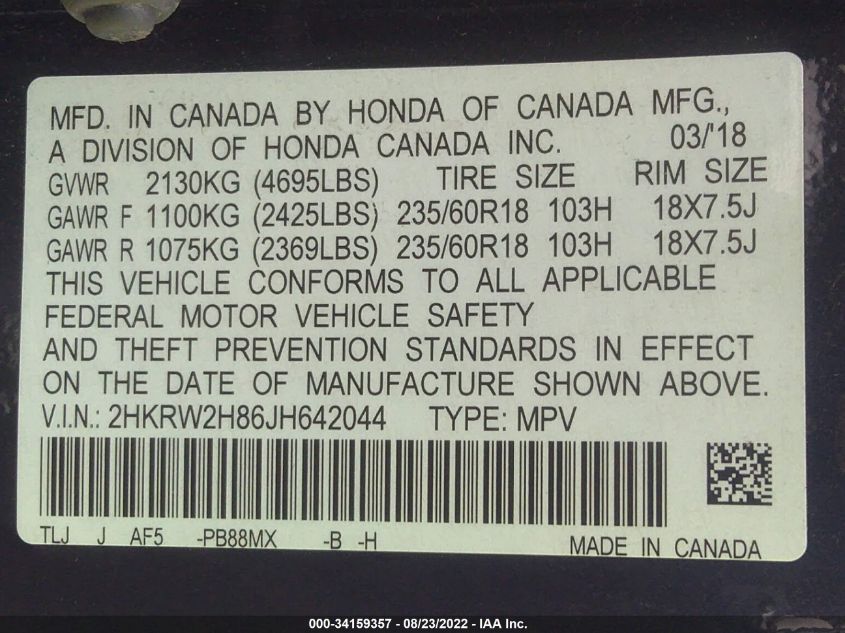 MFD. IN CANADA BY HONDA OF CANADA MFG.,
A DIVISION OF HONDA CANADA INC. 03/'18
GVWR 2130KG (4695LBS) TIRE SIZE RIM SIZE
GAWR F 1100KG (2425LBS) 235/60R18 103H 18X7.5J
GAWR R 1075KG (2369LBS) 235/60R18 103H 18X7.5J
THIS VEHICLE CONFORMS TO ALL APPLICABLE
FEDERAL MOTOR VEHICLE SAFETY
AND THEFT PREVENTION STANDARDS IN EFFECT
ON THE DATE OF MANUFACTURE SHOWN ABOVE.
V.I.N.: 2HKRW2H86JH642044 TYPE: MPV
TLJ J AF5 -PB88MX -B -H MADE IN CANADA
000-34159357 - 08/23/2022 - IAA Inc.